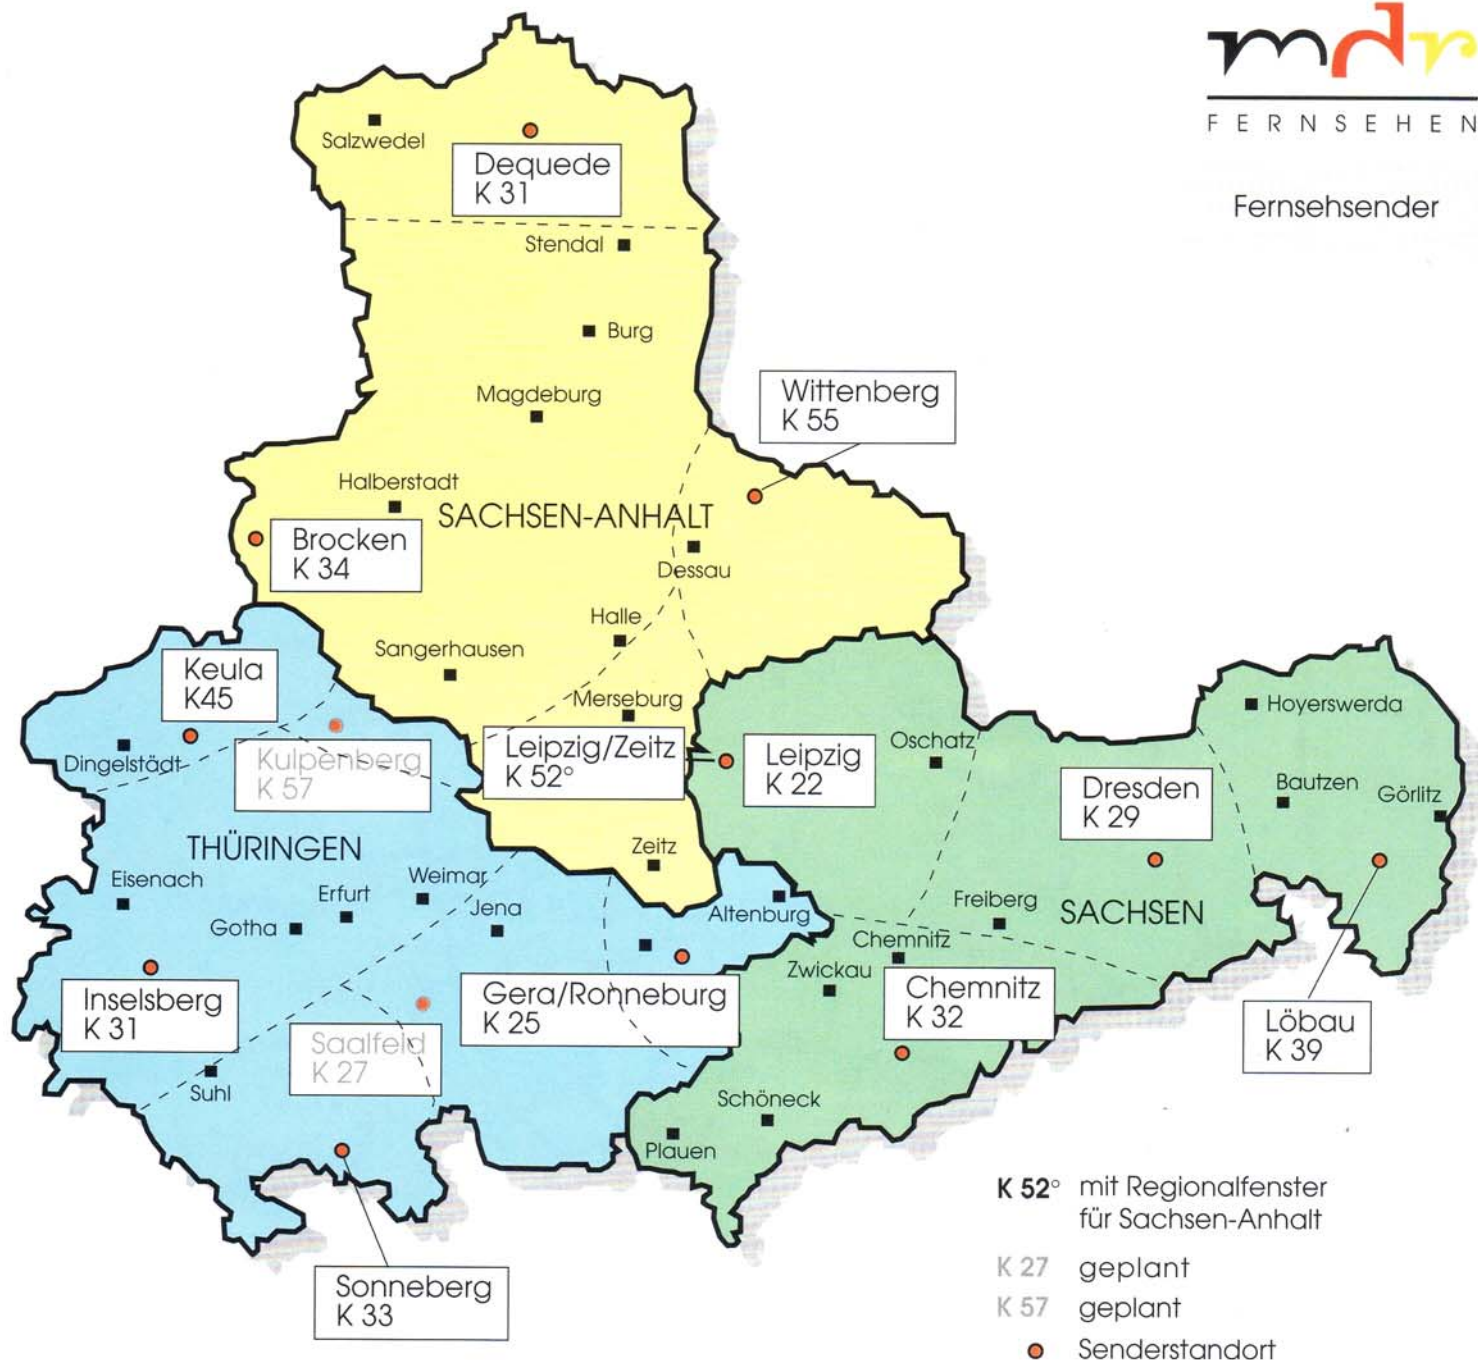 mdr
FERNSEHEN
Fernsehsender
Salzwedel
Dequede
K 31
Stendal
Burg
Magdeburg
Wittenberg
K 55
Halberstadt
SACHSEN-ANHALT
Brocken
K 34
Dessau
Halle
Sangerhausen
Keula
K45
Merseburg
Hoyerswerda
Dingelstädt
Kulpenberg
K 57
Leipzig/Zeitz
K 52°
Leipzig
K 22
Oschatz
Dresden
K 29
Bautzen
Görlitz
THÜRINGEN
Zeitz
Eisenach
Erfurt
Weimar
Gotha
Jena
Altenburg
Freiberg
SACHSEN
Chemnitz
Zwickau
Inselsberg
K 31
Gera/Ronneburg
K 25
Chemnitz
K 32
Saalfeld
K 27
Löbau
K 39
Suhl
Schöneck
Plauen
Sonneberg
K 33
K 52° mit Regionalfenster
für Sachsen-Anhalt
K 27 geplant
K 57 geplant
Senderstandort